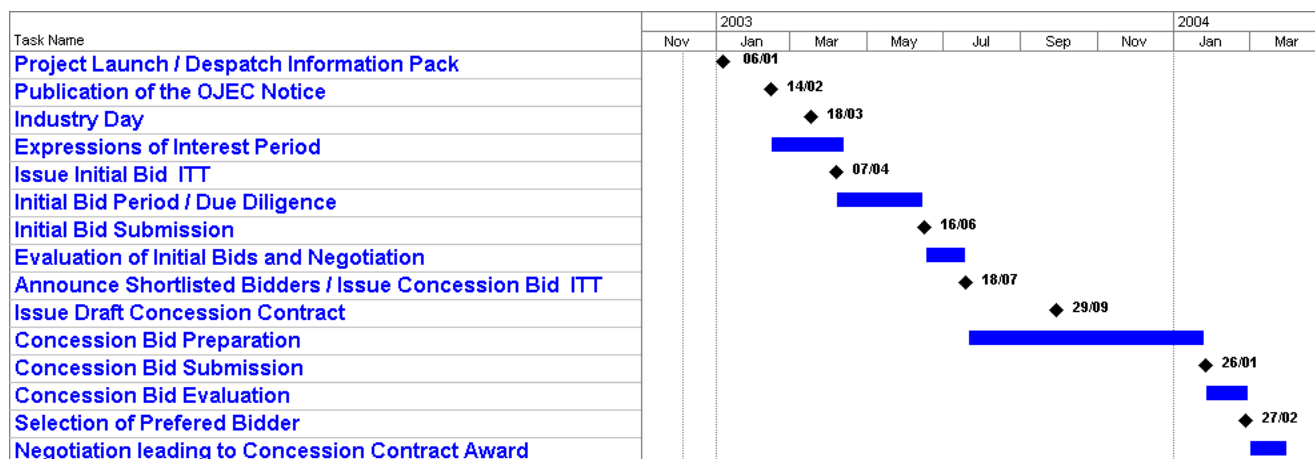 2003 2004
Task Name Nov Jan Mar May Jul Sep Nov Jan Mar
Project Launch / Despatch Information Pack 06/01
Publication of the OJEC Notice 14/02
Industry Day 18/03
Expressions of Interest Period
Issue Initial Bid ITT 07/04
Initial Bid Period / Due Diligence
Initial Bid Submission 16/06
Evaluation of Initial Bids and Negotiation
Announce Shortlisted Bidders / Issue Concession Bid ITT 18/07
Issue Draft Concession Contract 29/09
Concession Bid Preparation
Concession Bid Submission 26/01
Concession Bid Evaluation
Selection of Prefered Bidder 27/02
Negotiation leading to Concession Contract Award